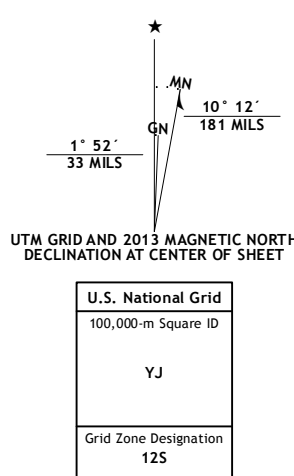 ★
MN
GN
10° 12´
181 MILS
1° 52´
33 MILS
UTM GRID AND 2013 MAGNETIC NORTH
DECLINATION AT CENTER OF SHEET
U.S. National Grid
100,000-m Square ID
YJ
Grid Zone Designation
12S